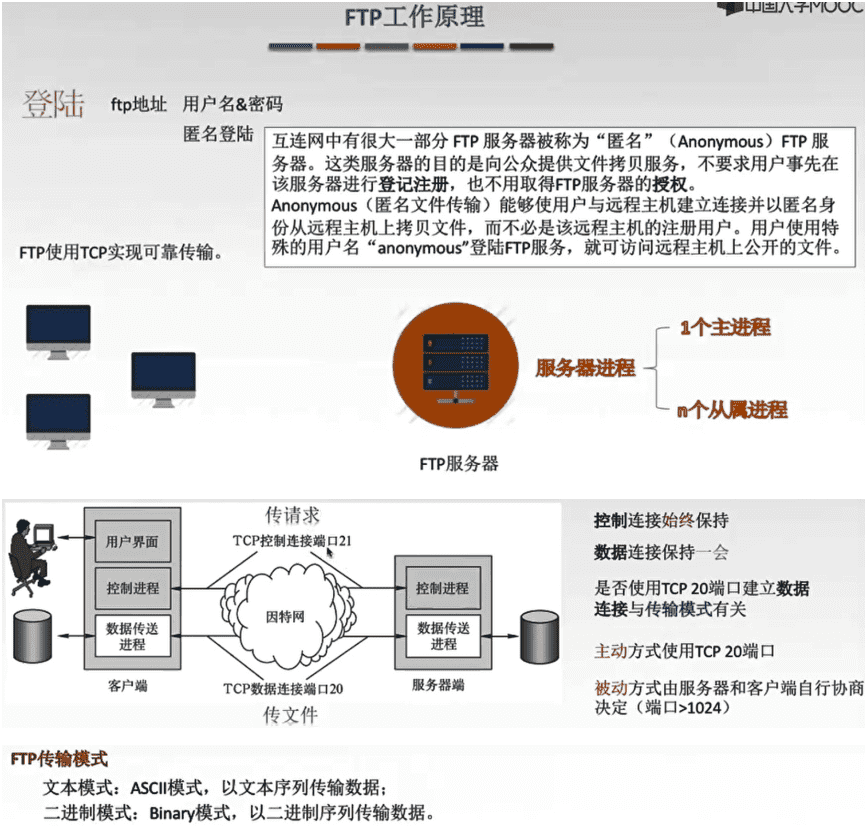 FTP工作原理
中国大学MOOC
登陆 ftp地址 用户名&密码
匿名登陆
互连网中有很大一部分 FTP 服务器被称为“匿名”（Anonymous）FTP 服
务器。这类服务器的目的是向公众提供文件拷贝服务，不要求用户事先在
该服务器进行登记注册，也不用取得FTP服务器的授权。
Anonymous（匿名文件传输）能够使用户与远程主机建立连接并以匿名身
份从远程主机上拷贝文件，而不必是该远程主机的注册用户。用户使用特
殊的用户名“anonymous”登陆FTP服务，就可访问远程主机上公开的文件。
FTP使用TCP实现可靠传输。
服务器进程
1个主进程
n个从属进程
FTP服务器
传请求
TCP控制连接端口21
用户界面
控制进程
数据传送
进程
客户端
因特网
控制进程
数据传送
进程
服务器端
TCP数据连接端口20
传文件
控制连接始终保持
数据连接保持一会
是否使用TCP 20端口建立数据
连接与传输模式有关
主动方式使用TCP 20端口
被动方式由服务器和客户端自行协商
决定（端口>1024）
FTP传输模式
文本模式：ASCII模式，以文本序列传输数据；
二进制模式：Binary模式，以二进制序列传输数据。